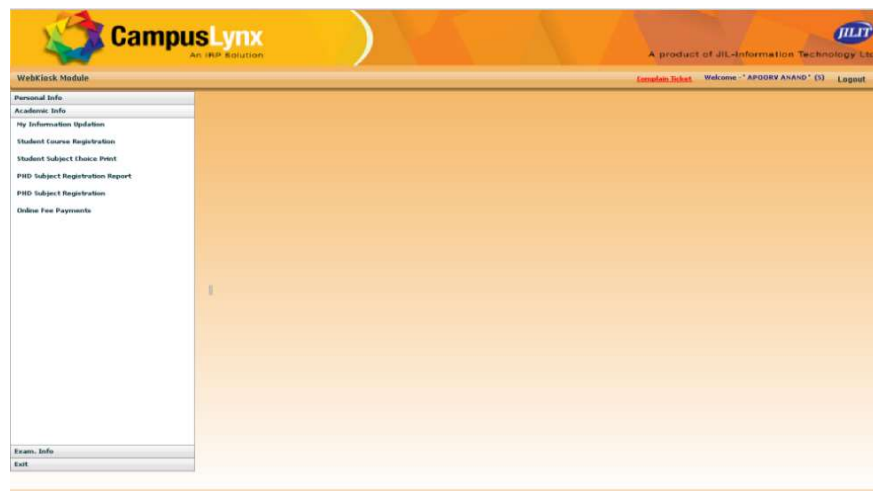 CampusLynx
An IRP Solution
JILIT
A product of JIL-Information Technology Ltd
WebKiosk Module
Complain Ticket
Welcome -" APOORV ANAND" (S)
Logout
Personal Info
Academic Info
My Information Updation
Student Course Registration
Student Subject Choice Print
PHD Subject Registration Report
PHD Subject Registration
Online Fee Payments
Exam. Info
Exit